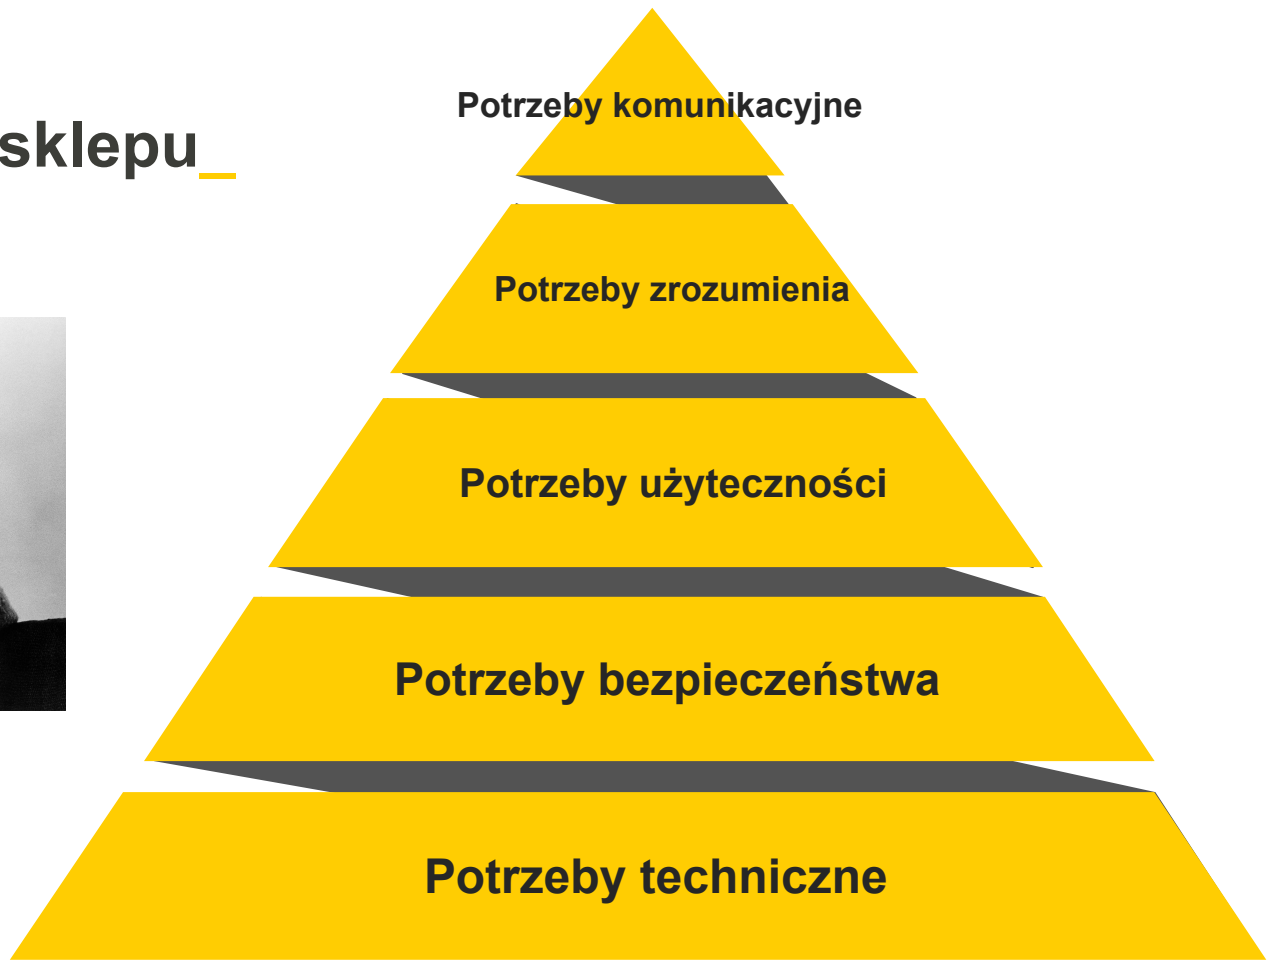 sklepu_
Potrzeby komunikacyjne
Potrzeby zrozumienia
Potrzeby użyteczności
Potrzeby bezpieczeństwa
Potrzeby techniczne